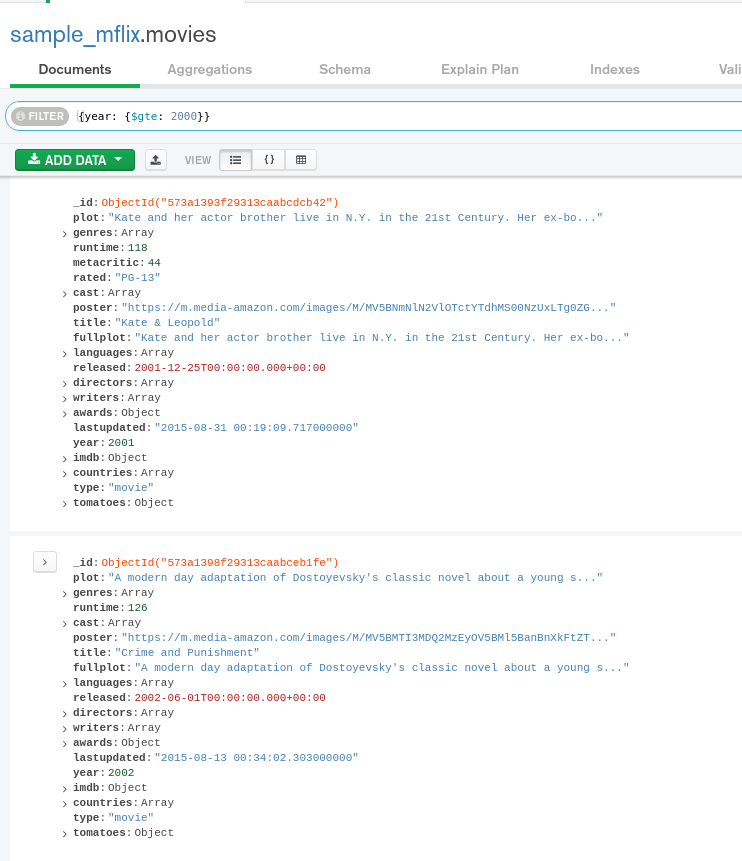 sample_mflix.movies
Documents Aggregations Schema Explain Plan Indexes Vali
FILTER {year: {$gte: 2000}}
ADD DATA VIEW { }
_id: ObjectId("573a1393f29313caabcdcb42")
plot: "Kate and her actor brother live in N.Y. in the 21st Century. Her ex-bo..."
genres: Array
runtime: 118
metacritic: 44
rated: "PG-13"
cast: Array
poster: "https://m.media-amazon.com/images/M/MV5BNmNlN2VlOTctYTdhMS00NzUxLTg0ZG..."
title: "Kate & Leopold"
fullplot: "Kate and her actor brother live in N.Y. in the 21st Century. Her ex-bo..."
languages: Array
released: 2001-12-25T00:00:00.000+00:00
directors: Array
writers: Array
awards: Object
lastupdated: "2015-08-31 00:19:09.717000000"
year: 2001
imdb: Object
countries: Array
type: "movie"
tomatoes: Object
_id: ObjectId("573a1398f29313caabceb1fe")
plot: "A modern day adaptation of Dostoyevsky's classic novel about a young s..."
genres: Array
runtime: 126
cast: Array
poster: "https://m.media-amazon.com/images/M/MV5BMTI3MDQ2MzEyOV5BMl5BanBnXkFtZT..."
title: "Crime and Punishment"
fullplot: "A modern day adaptation of Dostoyevsky's classic novel about a young s..."
languages: Array
released: 2002-06-01T00:00:00.000+00:00
directors: Array
writers: Array
awards: Object
lastupdated: "2015-08-13 00:34:02.303000000"
year: 2002
imdb: Object
countries: Array
type: "movie"
tomatoes: Object